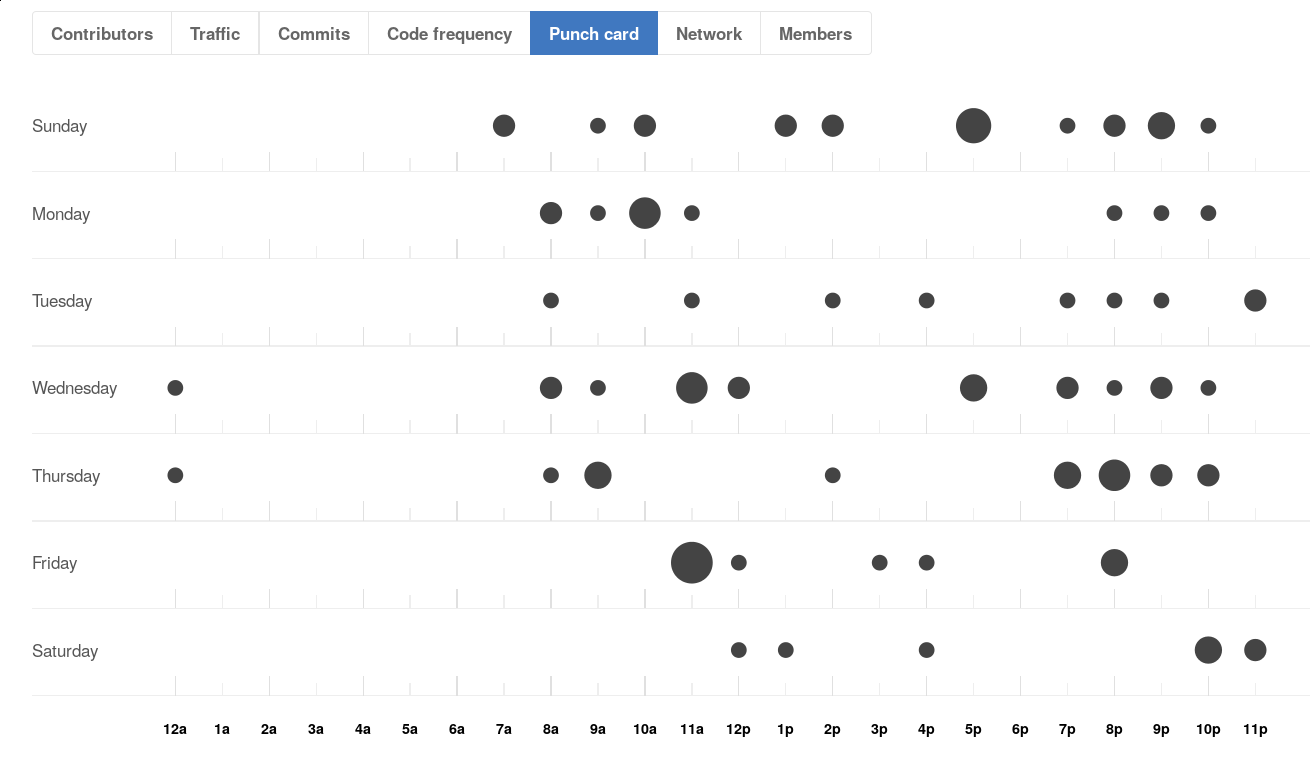 Contributors Traffic Commits Code frequency Punch card Network Members
Sunday
Monday
Tuesday
Wednesday
Thursday
Friday
Saturday
12a 1a 2a 3a 4a 5a 6a 7a 8a 9a 10a 11a 12p 1p 2p 3p 4p 5p 6p 7p 8p 9p 10p 11p